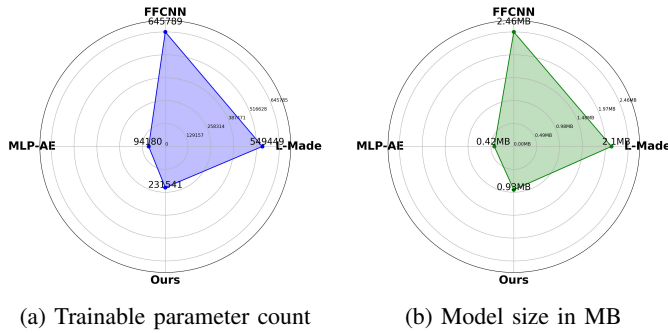 FFCNN
645789
645785
516628
387471
258314
129157
0
MLP-AE
94180
549449
L-Made
231541
Ours
(a) Trainable parameter count
FFCNN
2.46MB
2.46MB
1.97MB
1.48MB
0.98MB
0.49MB
0.00MB
MLP-AE
0.42MB
2.1MB
L-Made
0.93MB
Ours
(b) Model size in MB